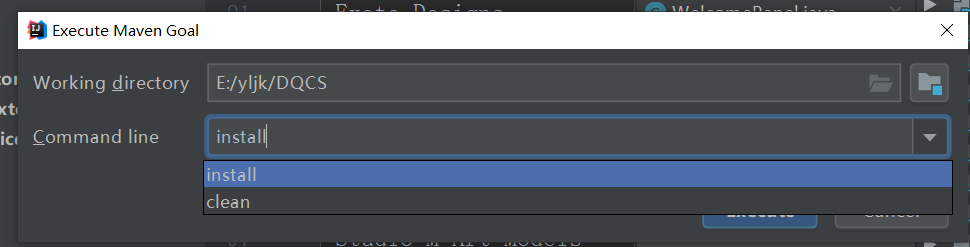 Execute Maven Goal
Working directory E:/yljk/DQCS
Command line install
install
clean